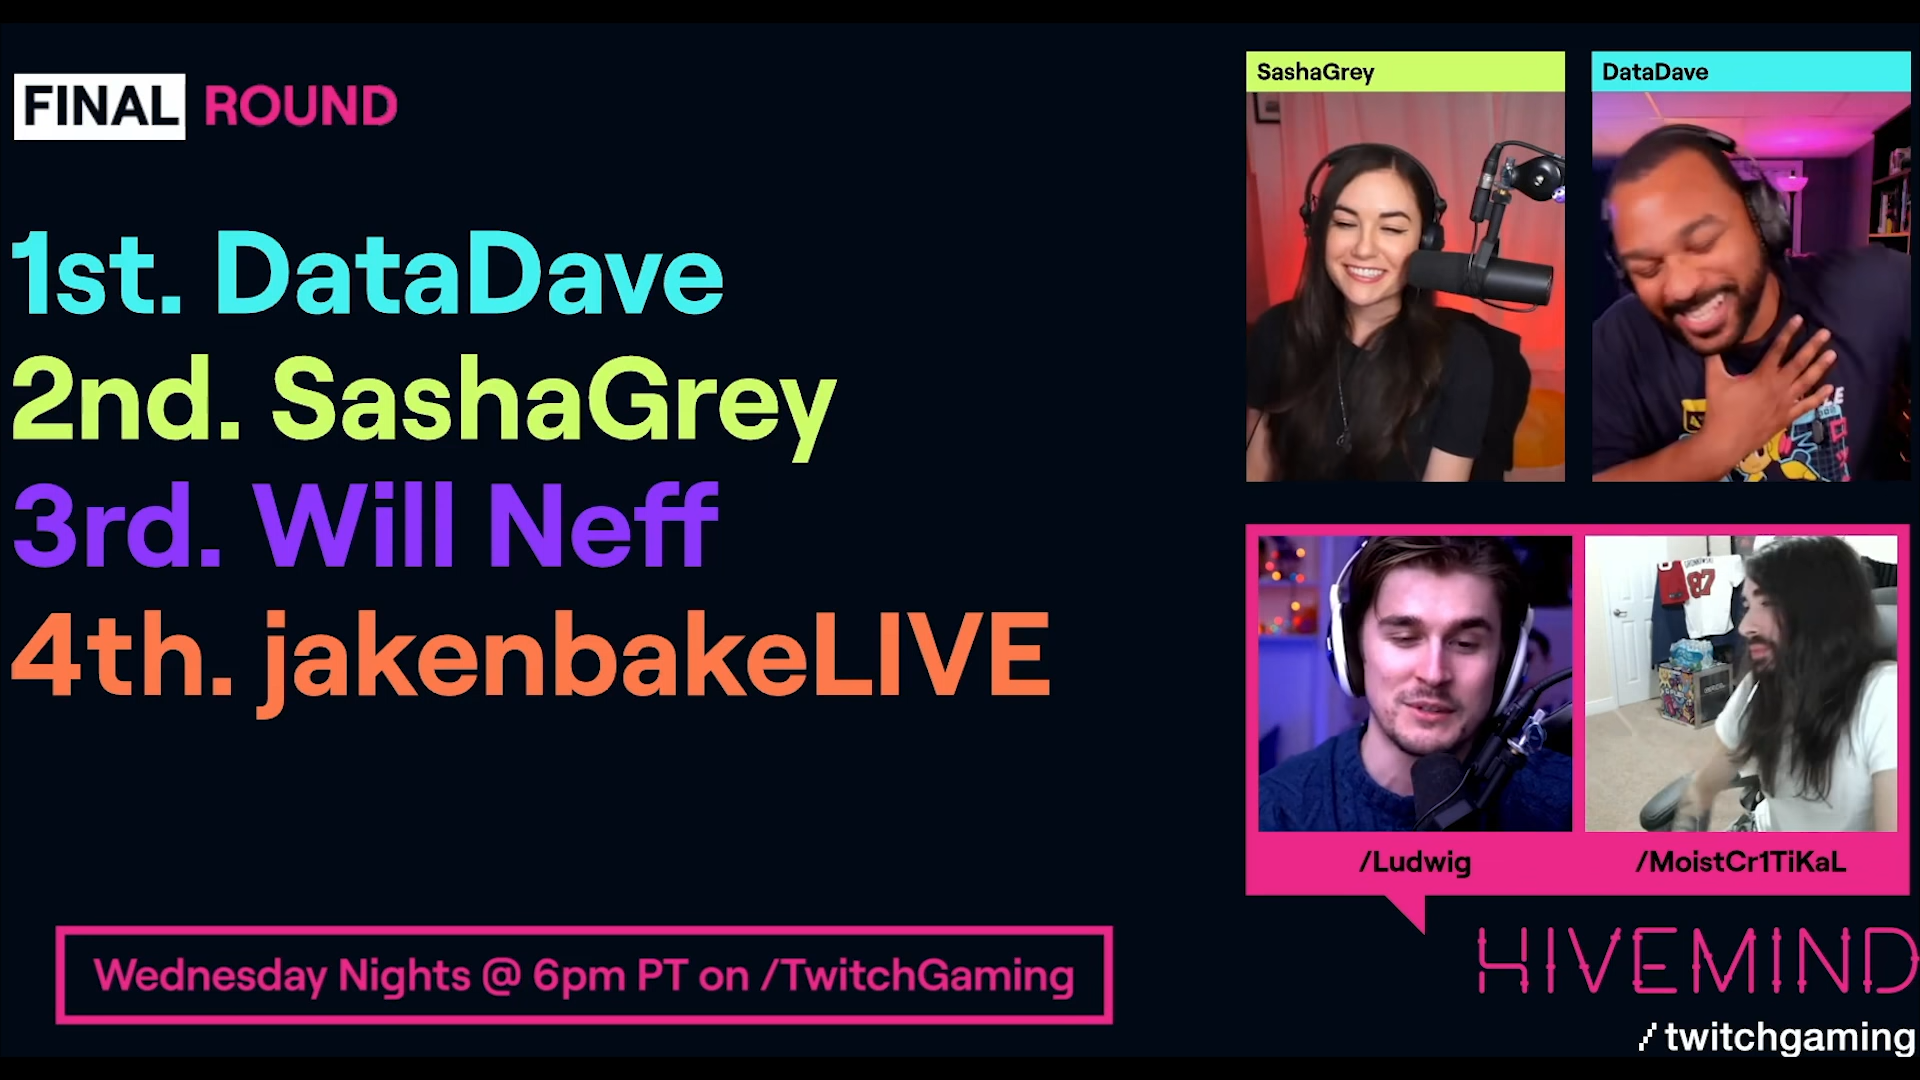 FINAL ROUND
1st. DataDave
2nd. SashaGrey
3rd. Will Neff
4th. jakenbakeLIVE
Wednesday Nights @ 6pm PT on /TwitchGaming
SashaGrey
DataDave
87
/Ludwig
/MoistCr1TiKaL
HIVEMIND
/twitchgaming